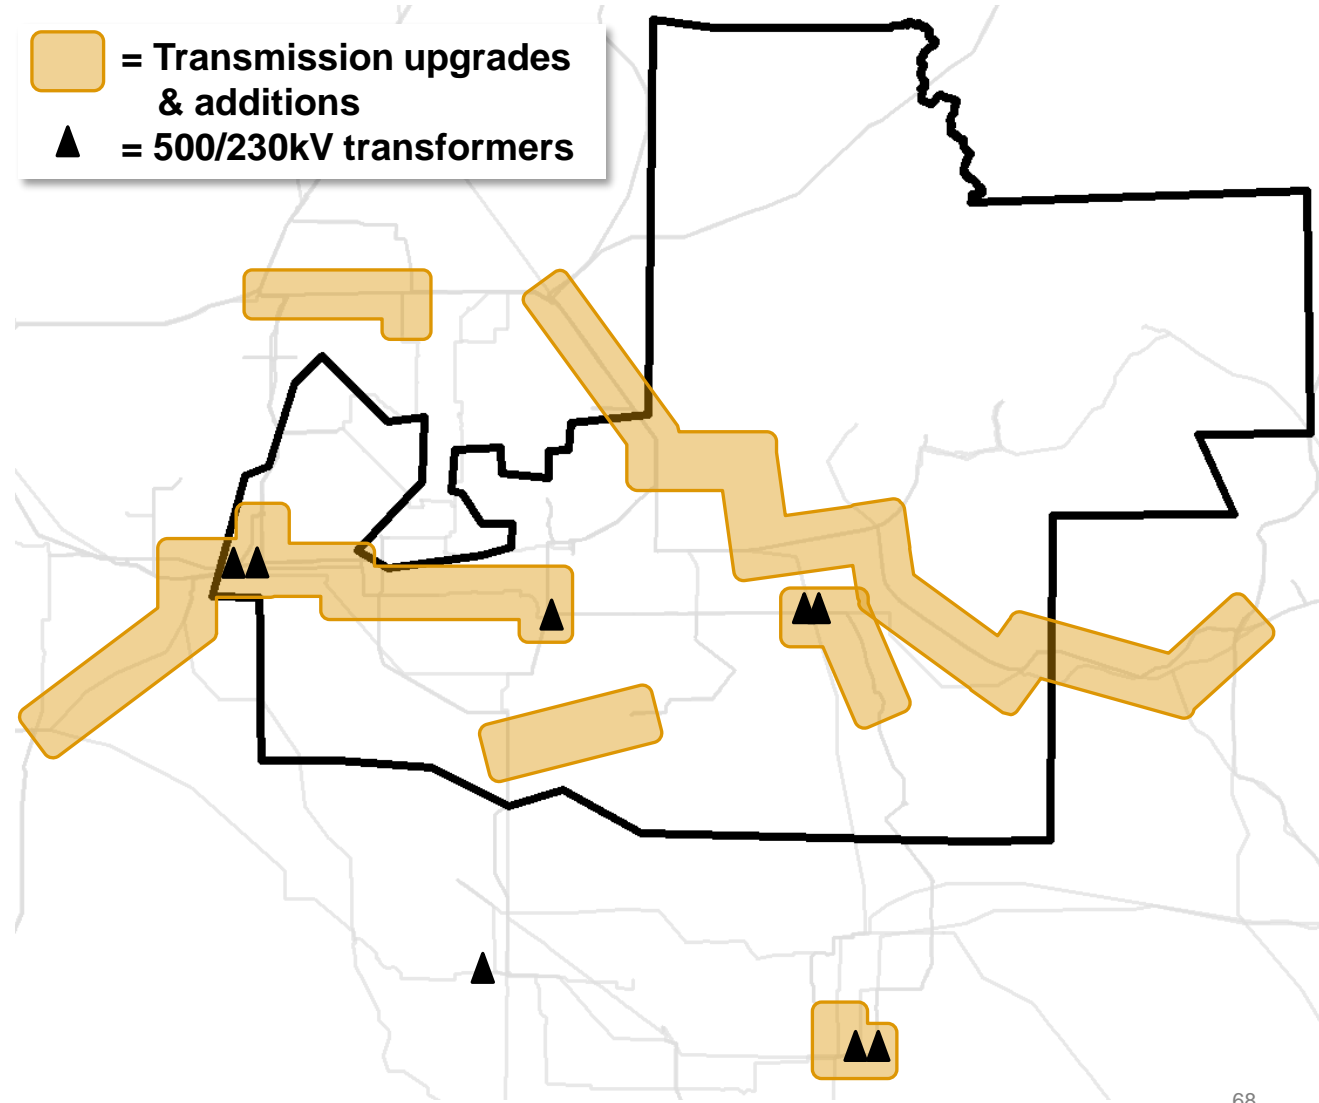 = Transmission upgrades
& additions
= 500/230kV transformers
68